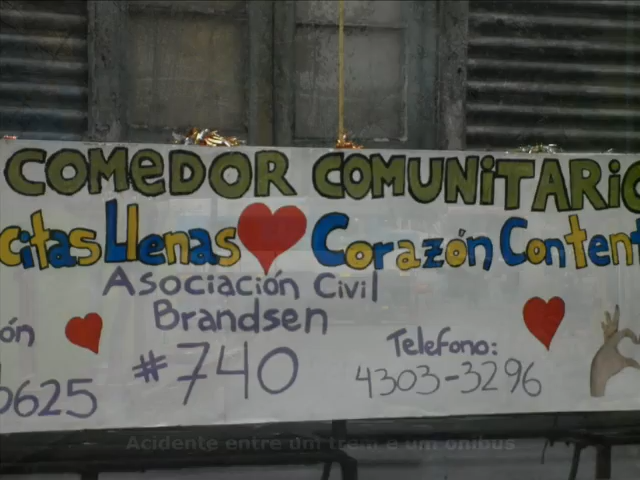 COMeDOR COMUNiTARIO
citas Llenas Corazón Content
Asociación Civil
Brandsen
ón
#740
Telefono:
4303-3296
0625
Acidente entre um trem e um ônibus